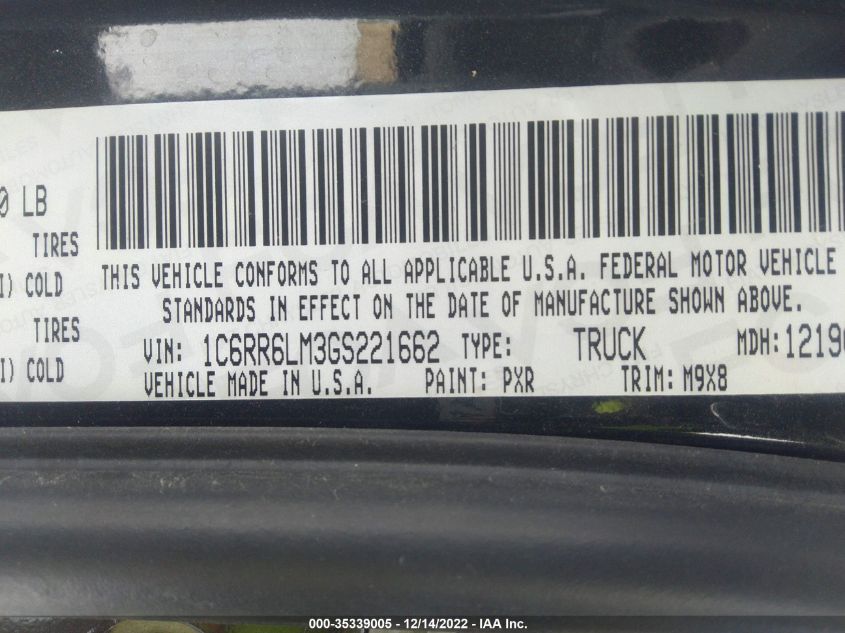 0 LB
TIRES
I) COLD
TIRES
I) COLD
THIS VEHICLE CONFORMS TO ALL APPLICABLE U.S.A. FEDERAL MOTOR VEHICLE
STANDARDS IN EFFECT ON THE DATE OF MANUFACTURE SHOWN ABOVE.
VIN: 1C6RR6LM3GS221662 TYPE: TRUCK MDH:1219
VEHICLE MADE IN U.S.A. PAINT: PXR TRIM: M9X8
000-35339005 - 12/14/2022 - IAA Inc.